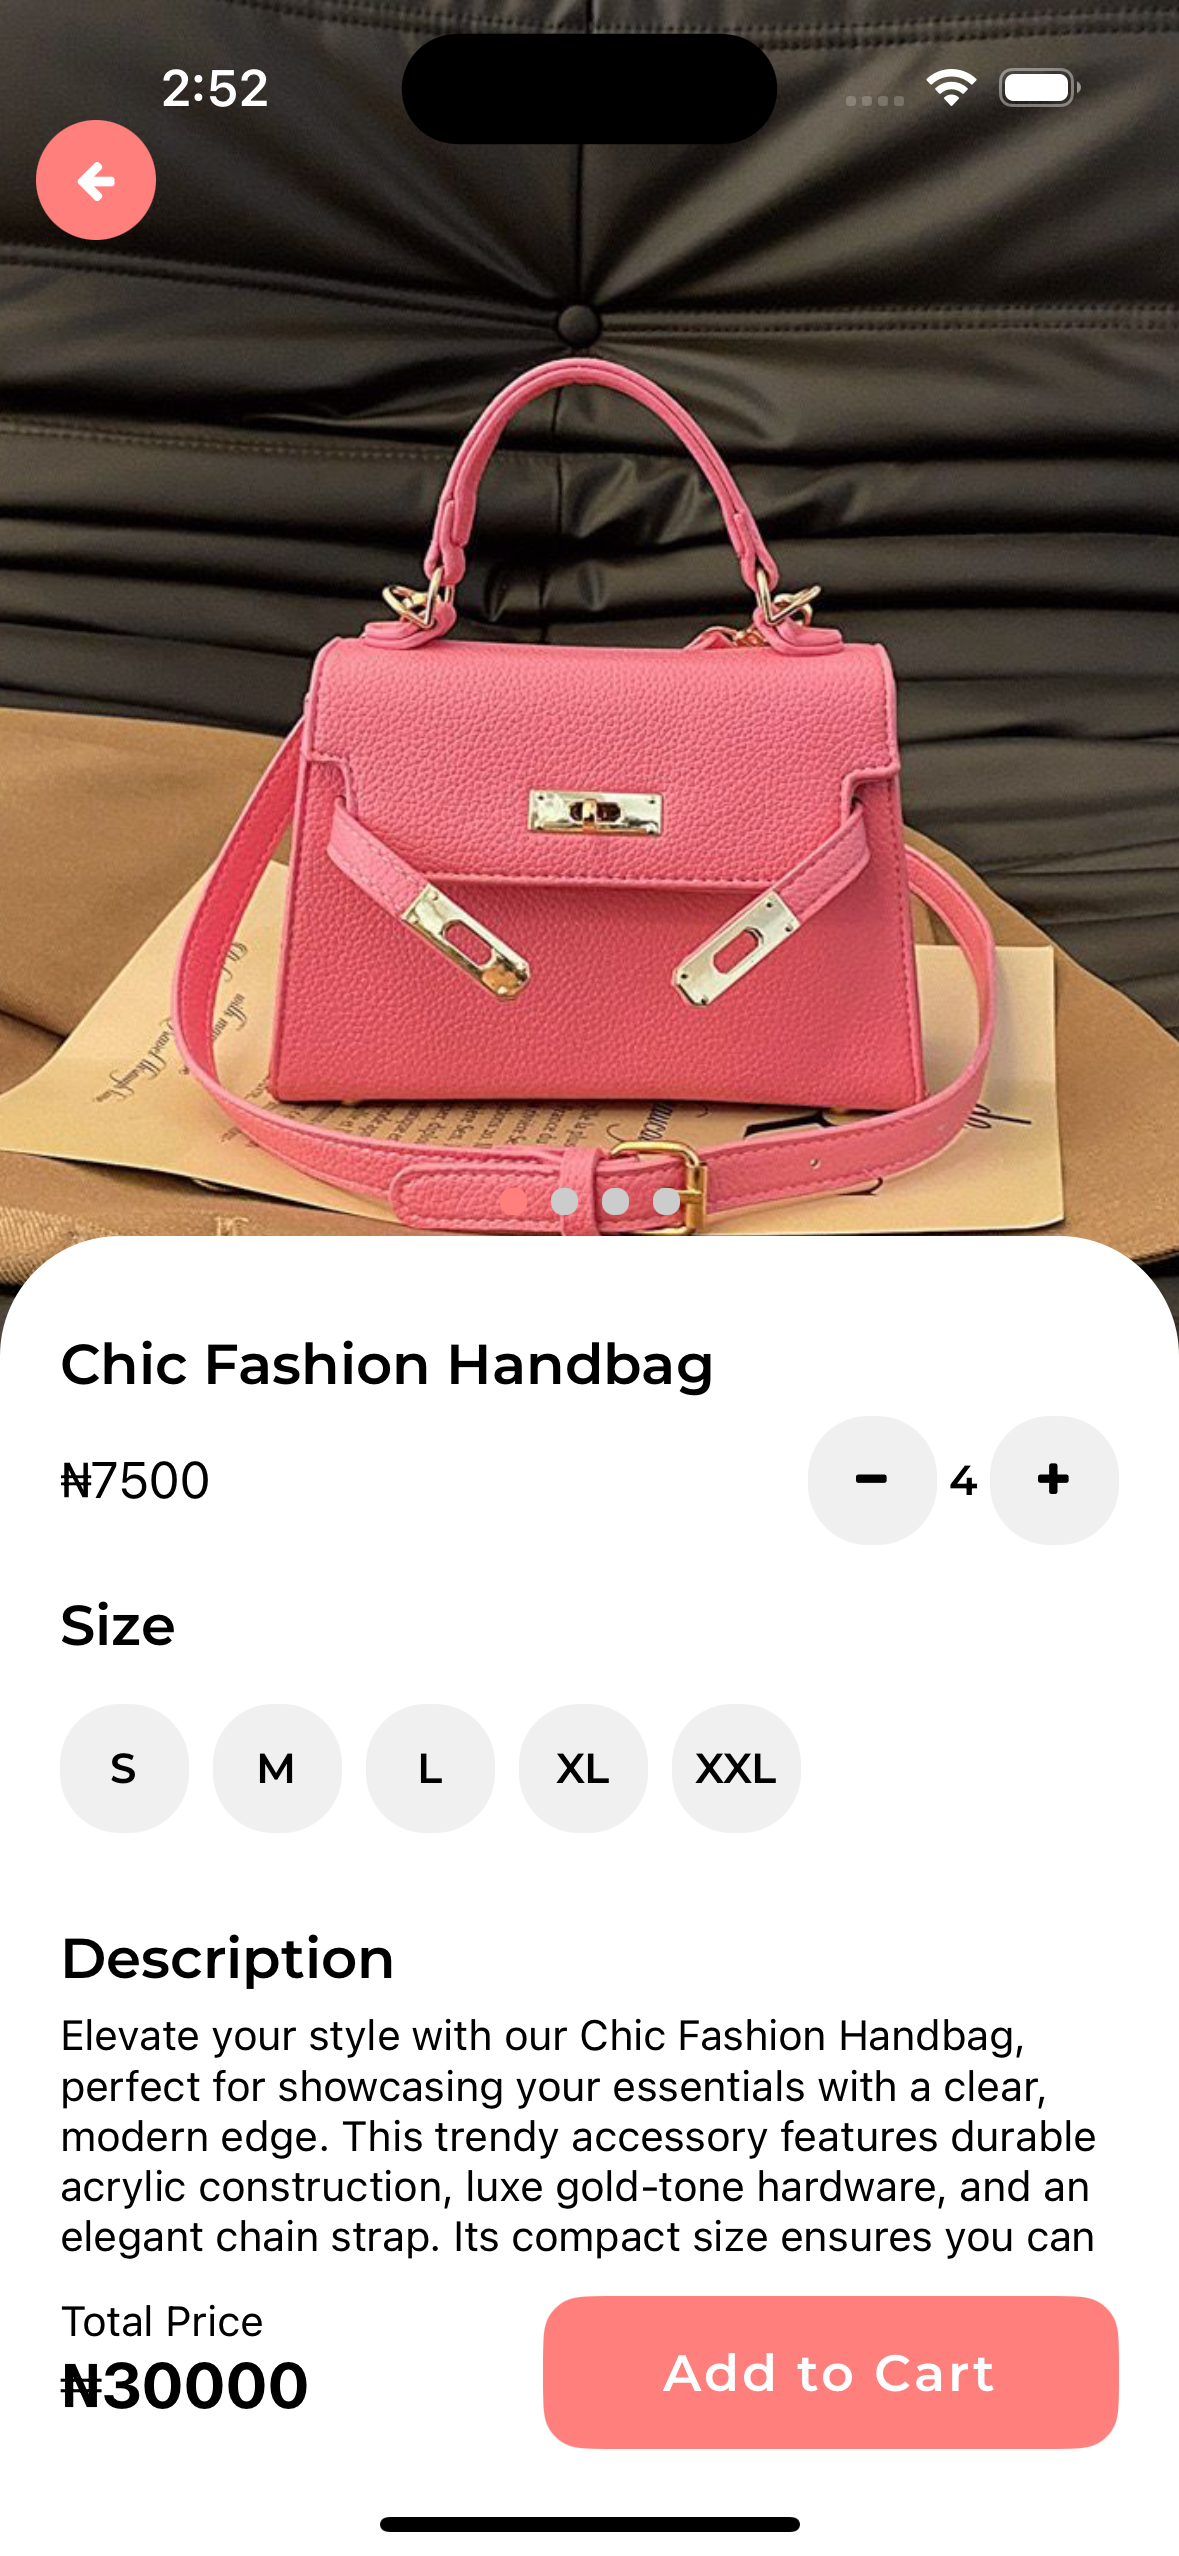 2:52
Chic Fashion Handbag
₦7500
4
Size
S M L XL XXL
Description
Elevate your style with our Chic Fashion Handbag,
perfect for showcasing your essentials with a clear,
modern edge. This trendy accessory features durable
acrylic construction, luxe gold-tone hardware, and an
elegant chain strap. Its compact size ensures you can
Total Price
₦30000
Add to Cart